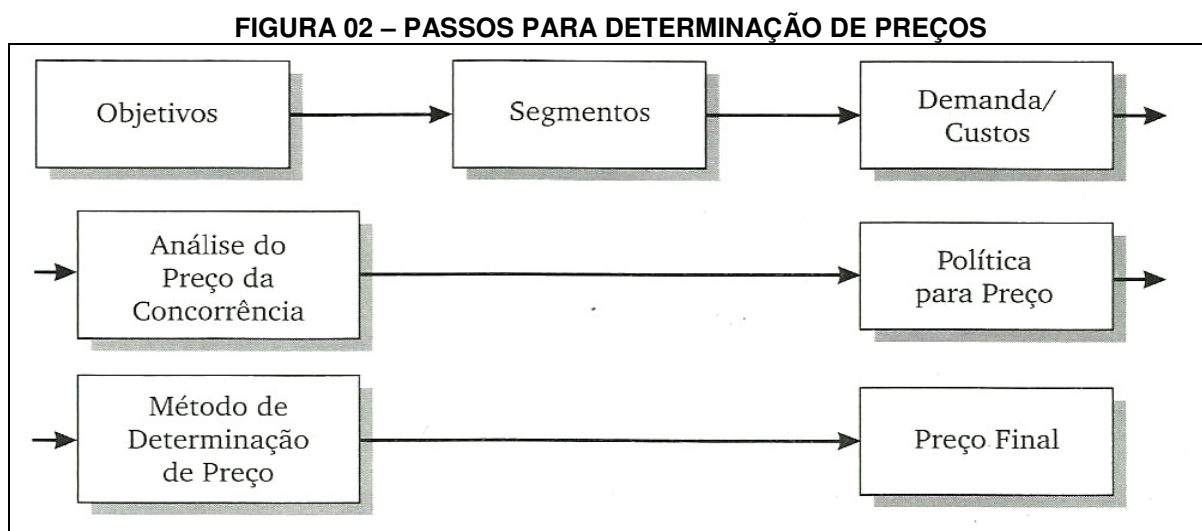 FIGURA 02 – PASSOS PARA DETERMINAÇÃO DE PREÇOS
Objetivos
Segmentos
Demanda/
Custos
Análise do
Preço da
Concorrência
Política
para Preço
Método de
Determinação
de Preço
Preço Final